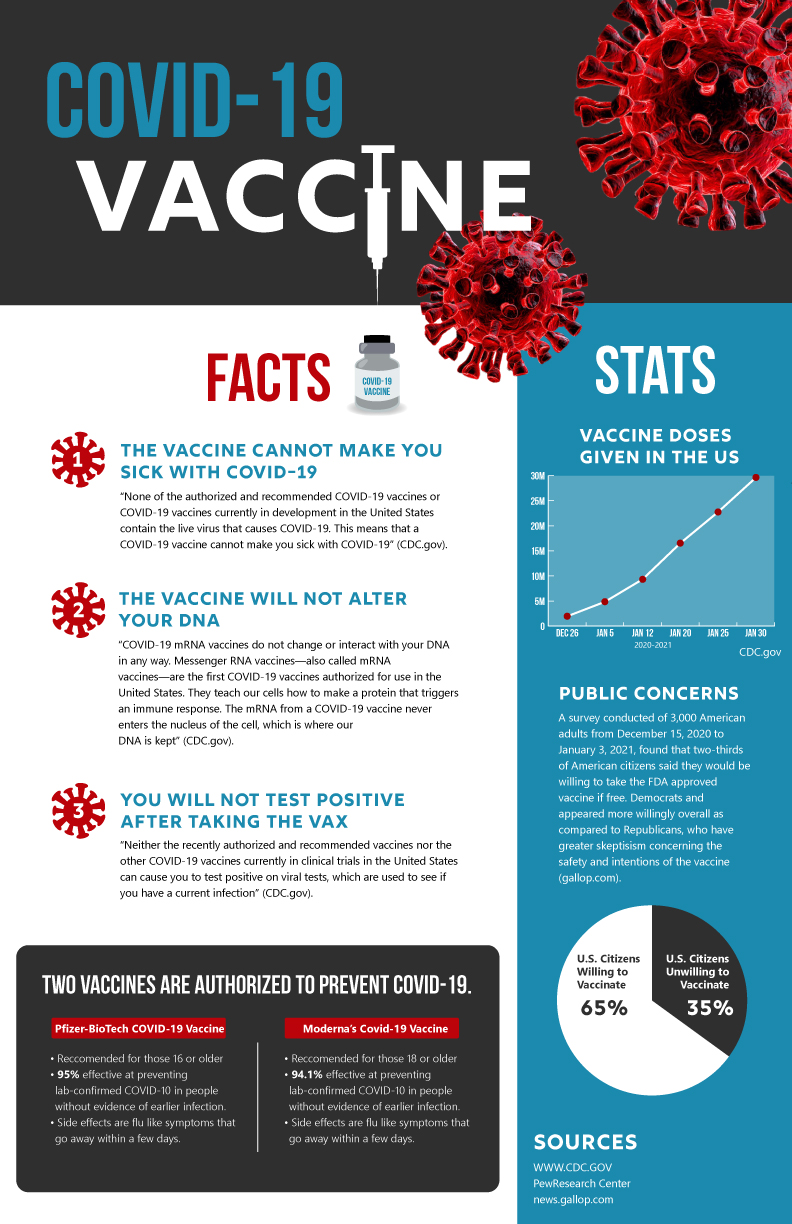 COVID-19
VACCINE
FACTS
COVID-19
VACCINE
1
THE VACCINE CANNOT MAKE YOU
SICK WITH COVID-19
“None of the authorized and recommended COVID-19 vaccines or
COVID-19 vaccines currently in development in the United States
contain the live virus that causes COVID-19. This means that a
COVID-19 vaccine cannot make you sick with COVID-19” (CDC.gov).
2
THE VACCINE WILL NOT ALTER
YOUR DNA
“COVID-19 mRNA vaccines do not change or interact with your DNA
in any way. Messenger RNA vaccines—also called mRNA
vaccines—are the first COVID-19 vaccines authorized for use in the
United States. They teach our cells how to make a protein that triggers
an immune response. The mRNA from a COVID-19 vaccine never
enters the nucleus of the cell, which is where our
DNA is kept” (CDC.gov).
3
YOU WILL NOT TEST POSITIVE
AFTER TAKING THE VAX
“Neither the recently authorized and recommended vaccines nor the
other COVID-19 vaccines currently in clinical trials in the United States
can cause you to test positive on viral tests, which are used to see if
you have a current infection” (CDC.gov).
TWO VACCINES ARE AUTHORIZED TO PREVENT COVID-19.
Pfizer-BioTech COVID-19 Vaccine
• Reccomended for those 16 or older
• 95% effective at preventing
lab-confirmed COVID-10 in people
without evidence of earlier infection.
• Side effects are flu like symptoms that
go away within a few days.
Moderna’s Covid-19 Vaccine
• Reccomended for those 18 or older
• 94.1% effective at preventing
lab-confirmed COVID-10 in people
without evidence of earlier infection.
• Side effects are flu like symptoms that
go away within a few days.
STATS
VACCINE DOSES
GIVEN IN THE US
30M
25M
20M
15M
10M
5M
0
DEC 26 JAN 5 JAN 12 JAN 20 JAN 25 JAN 30
2020-2021
CDC.gov
PUBLIC CONCERNS
A survey conducted of 3,000 American
adults from December 15, 2020 to
January 3, 2021, found that two-thirds
of American citizens said they would be
willing to take the FDA approved
vaccine if free. Democrats and
appeared more willingly overall as
compared to Republicans, who have
greater skeptisism concerning the
safety and intentions of the vaccine
(gallop.com).
U.S. Citizens
Willing to
Vaccinate
65%
U.S. Citizens
Unwilling to
Vaccinate
35%
SOURCES
WWW.CDC.GOV
PewResearch Center
news.gallop.com